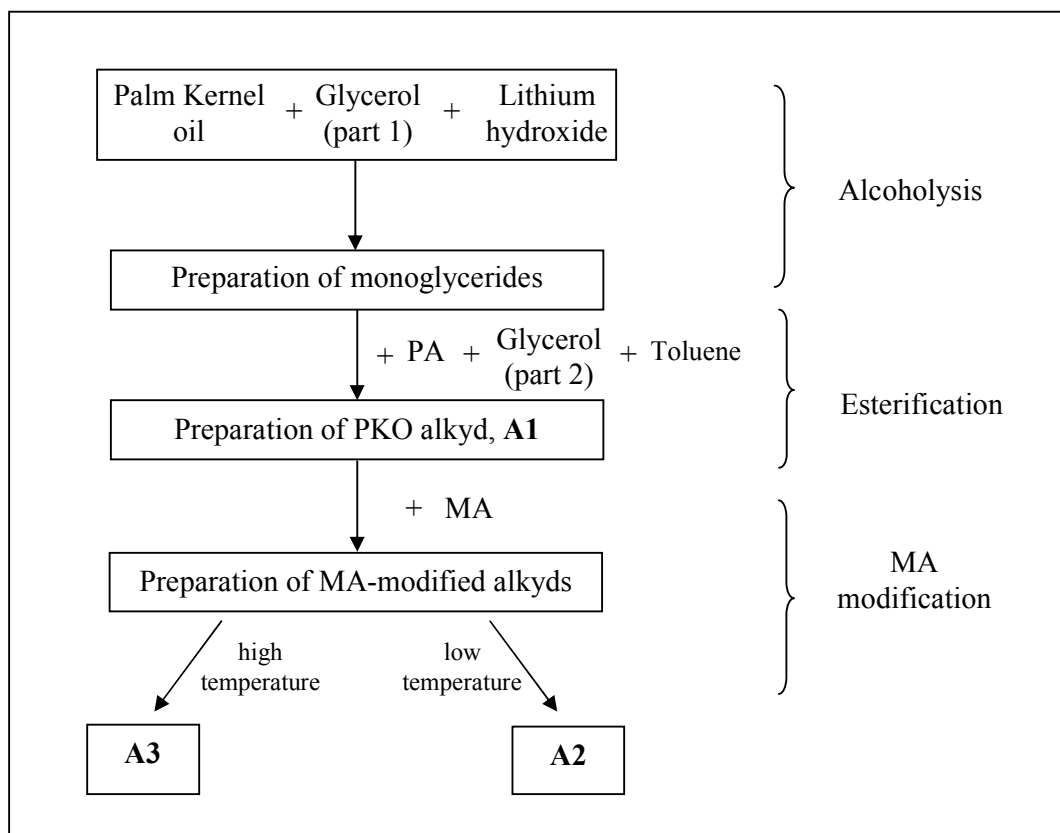 Palm Kernel oil + Glycerol (part 1) + Lithium hydroxide
Alcoholysis
Preparation of monoglycerides
+ PA + Glycerol (part 2) + Toluene
Esterification
Preparation of PKO alkyd, A1
+ MA
MA modification
Preparation of MA-modified alkyds
high temperature
low temperature
A3
A2